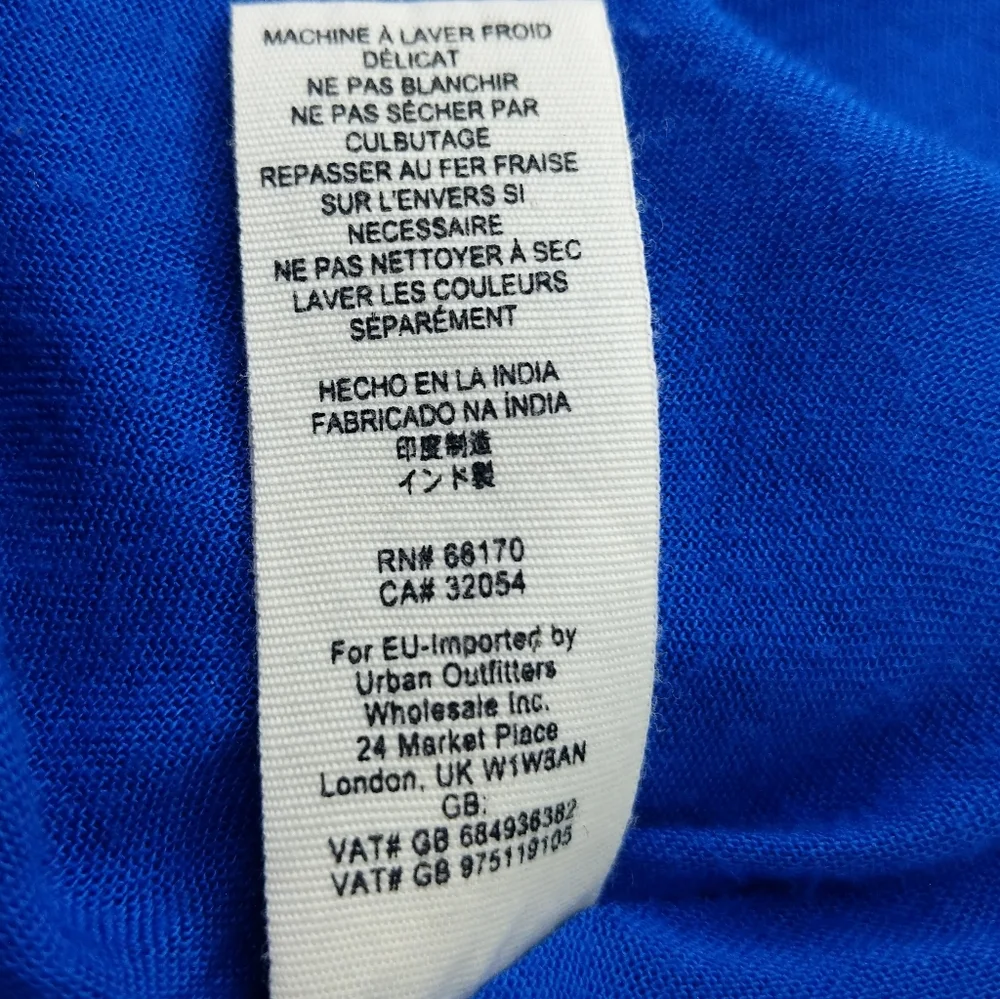 MACHINE À LAVER FROID
DÉLICAT
NE PAS BLANCHIR
NE PAS SÉCHER PAR
CULBUTAGE
REPASSER AU FER FRAISE
SUR L'ENVERS SI
NECESSAIRE
NE PAS NETTOYER À SEC
LAVER LES COULEURS
SÉPARÉMENT
HECHO EN LA INDIA
FABRICADO NA ÍNDIA
印度制造
インド製
RN# 66170
CA# 32054
For EU-Imported by
Urban Outfitters
Wholesale Inc.
24 Market Place
London, UK W1W8AN
GB:
VAT# GB 684936382
VAT# GB 975119105